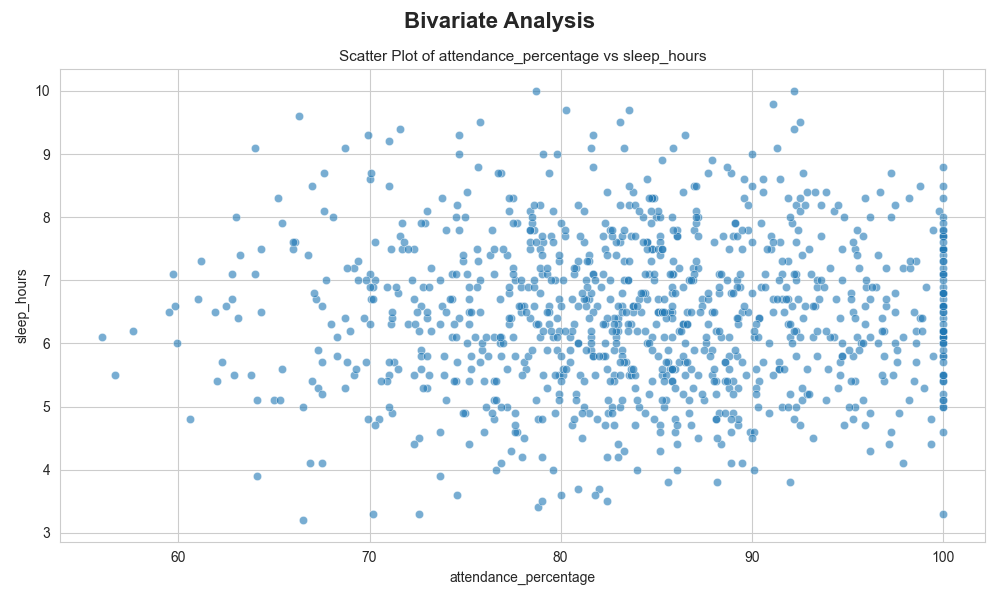 Bivariate Analysis
Scatter Plot of attendance_percentage vs sleep_hours
10
9
8
7
6
5
4
3
sleep_hours
60 70 80 90 100
attendance_percentage